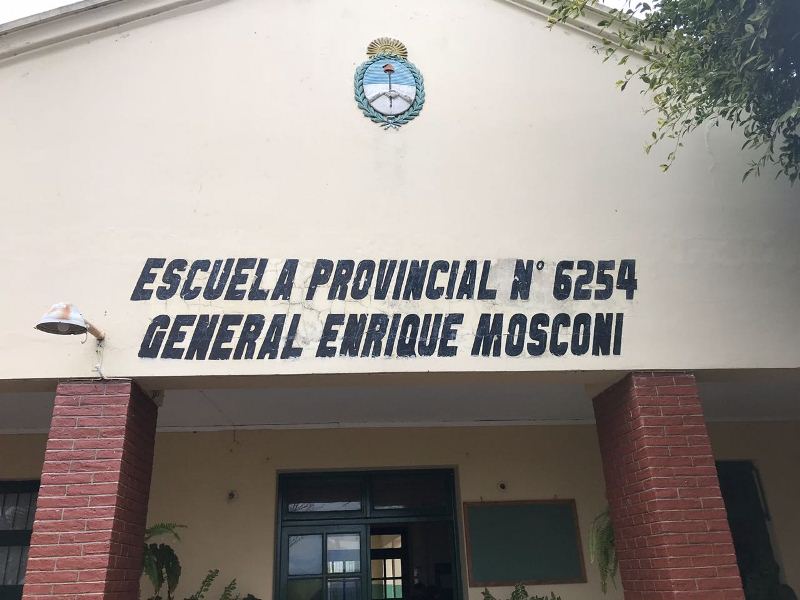 ESCUELA PROVINCIAL N° 6254
GENERAL ENRIQUE MOSCONI